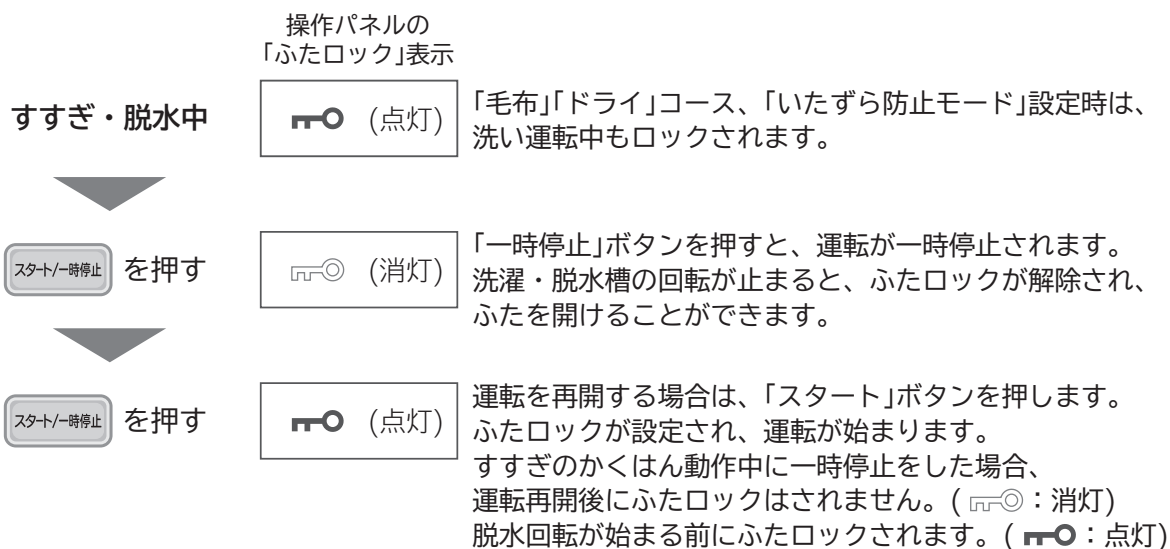 操作パネルの
「ふたロック」表示
すすぎ・脱水中
(点灯)
「毛布」「ドライ」コース、「いたずら防止モード」設定時は、
洗い運転中もロックされます。
スタート/一時停止 を押す
(消灯)
「一時停止」ボタンを押すと、運転が一時停止されます。
洗濯・脱水槽の回転が止まると、ふたロックが解除され、
ふたを開けることができます。
スタート/一時停止 を押す
(点灯)
運転を再開する場合は、「スタート」ボタンを押します。
ふたロックが設定され、運転が始まります。
すすぎのかくはん動作中に一時停止をした場合、
運転再開後にふたロックはされません。( :消灯)
脱水回転が始まる前にふたロックされます。( :点灯)